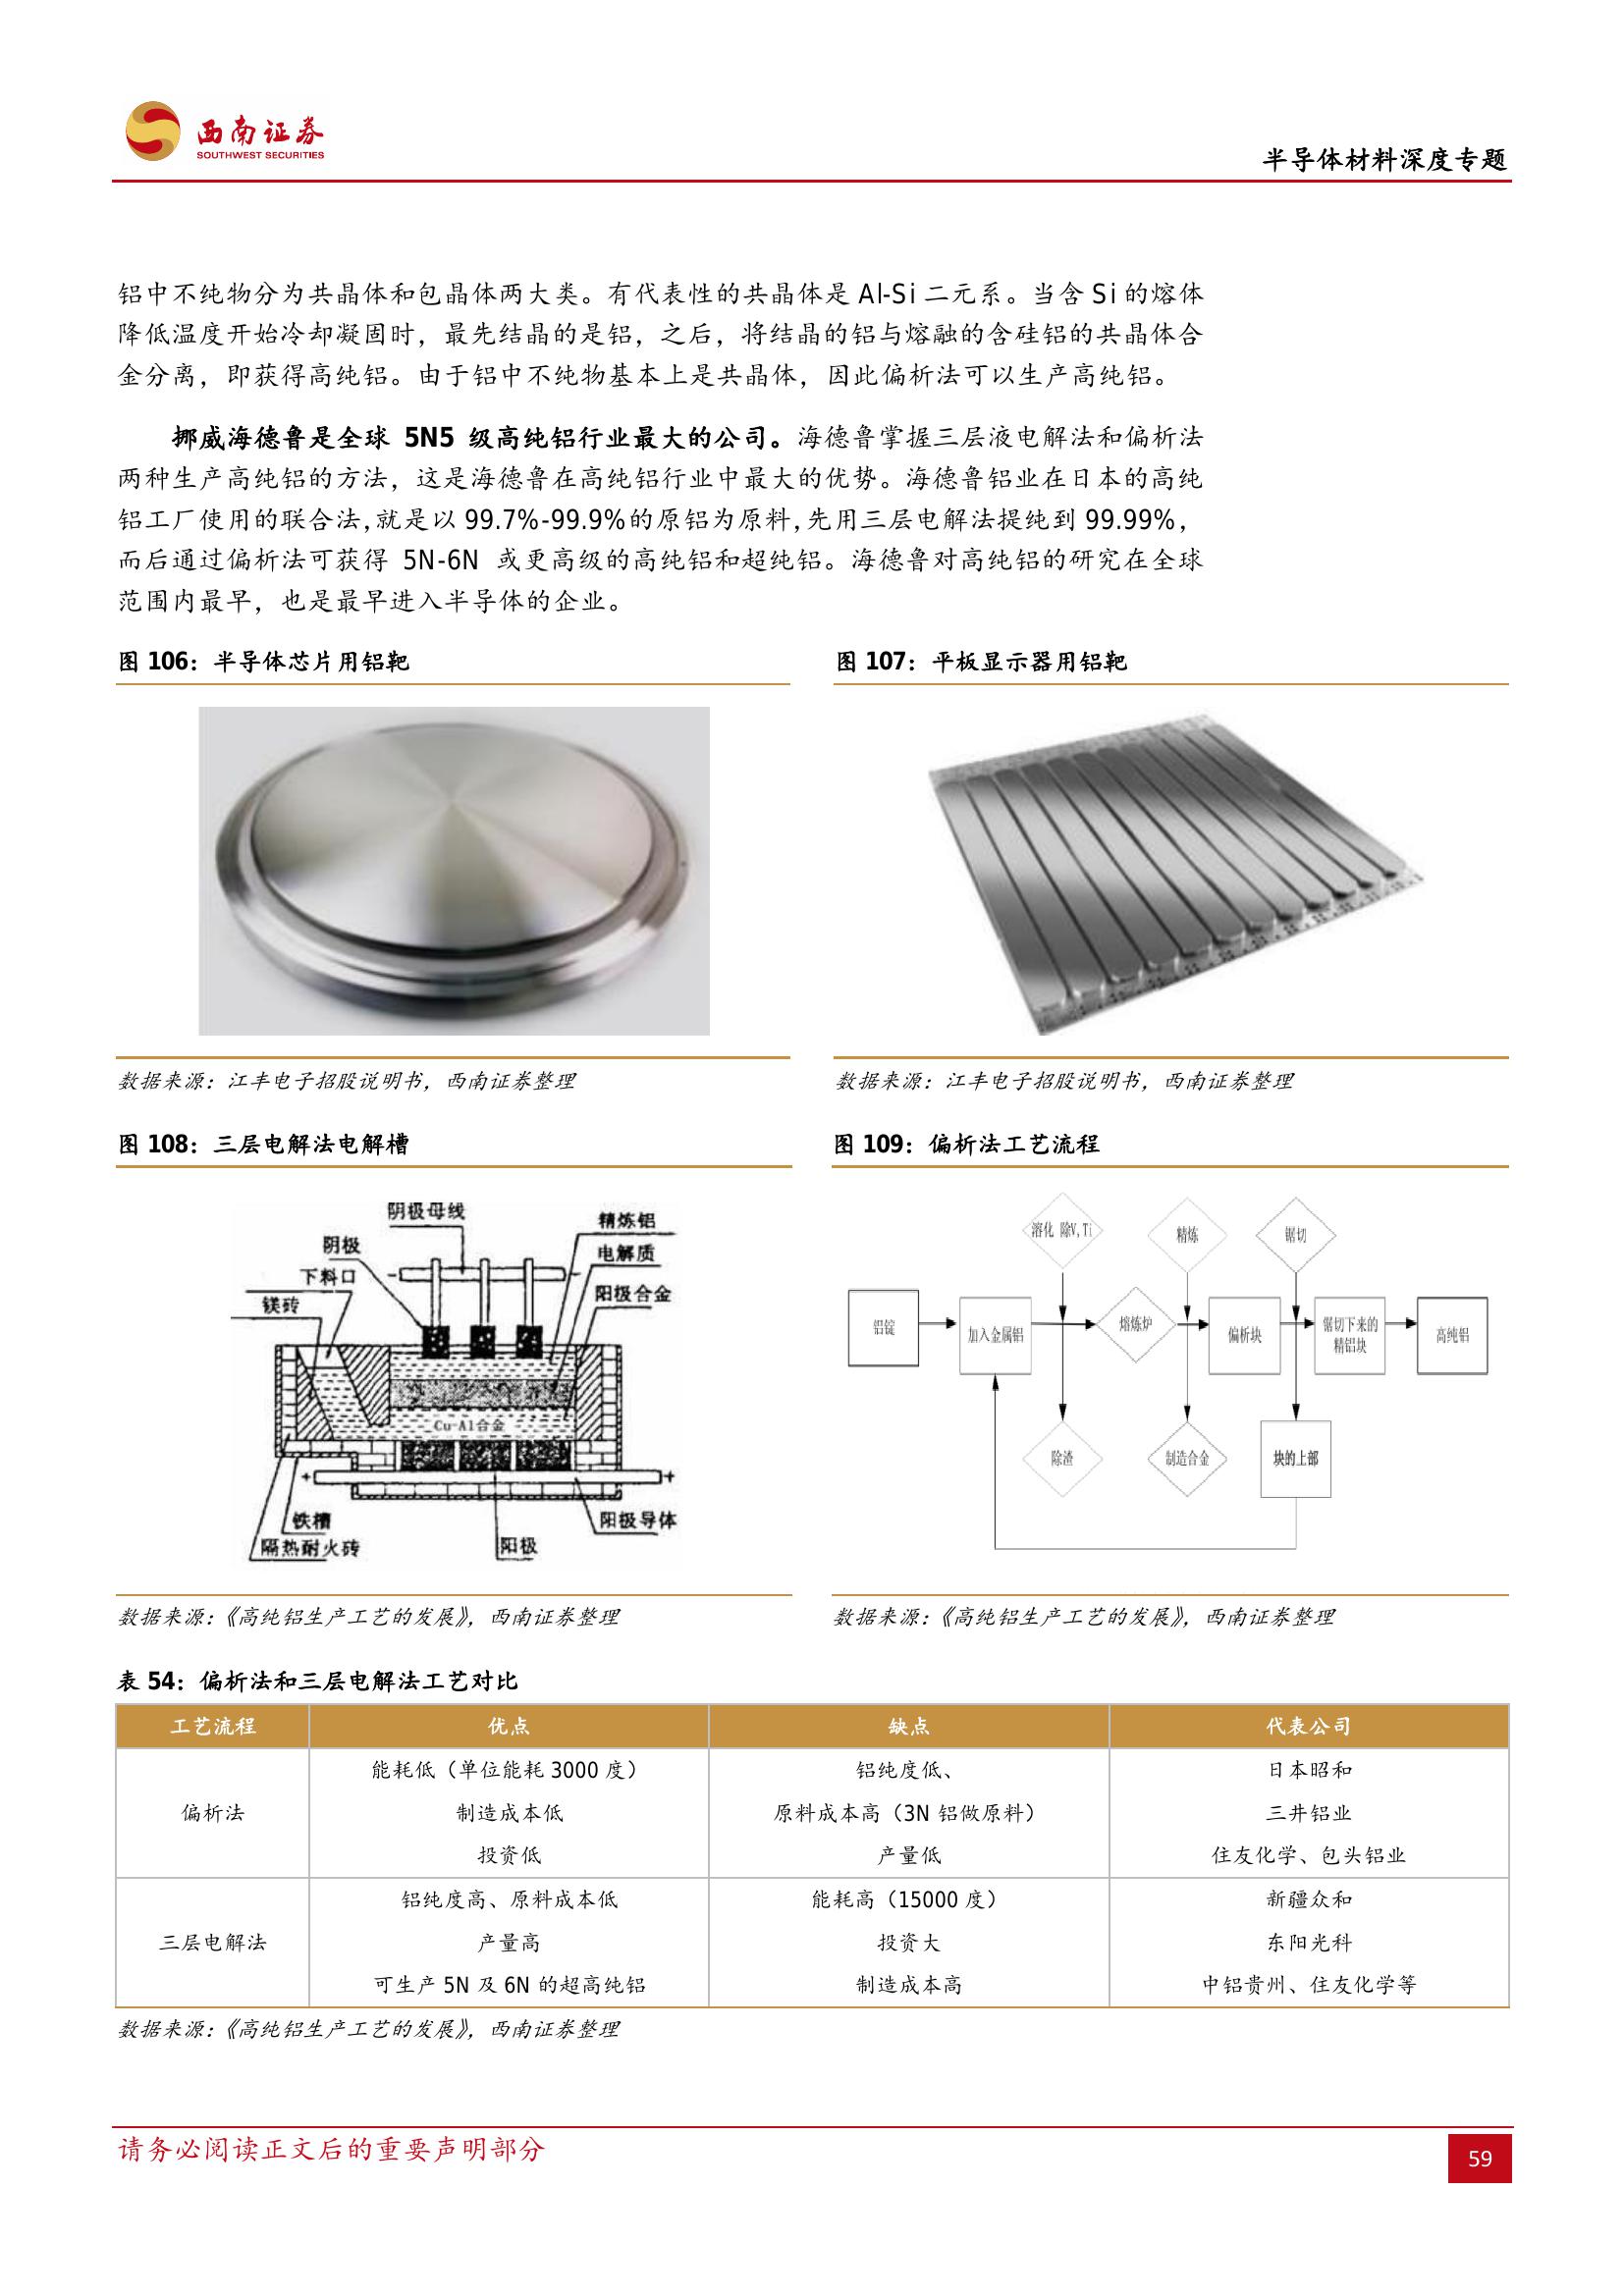 西南证券
SOUTHWEST SECURITIES
半导体材料深度专题
铝中不纯物分为共晶体和包晶体两大类。有代表性的共晶体是 Al-Si 二元系。当含 Si 的熔体
降低温度开始冷却凝固时，最先结晶的是铝，之后，将结晶的铝与熔融的含硅铝的共晶体合
金分离，即获得高纯铝。由于铝中不纯物基本上是共晶体，因此偏析法可以生产高纯铝。
挪威海德鲁是全球 5N5 级高纯铝行业最大的公司。海德鲁掌握三层液电解法和偏析法
两种生产高纯铝的方法，这是海德鲁在高纯铝行业中最大的优势。海德鲁铝业在日本的高纯
铝工厂使用的联合法，就是以 99.7%-99.9%的原铝为原料，先用三层电解法提纯到 99.99%，
而后通过偏析法可获得 5N-6N 或更高级的高纯铝和超纯铝。海德鲁对高纯铝的研究在全球
范围内最早，也是最早进入半导体的企业。
图 106：半导体芯片用铝靶
图 107：平板显示器用铝靶
数据来源：江丰电子招股说明书，西南证券整理
数据来源：江丰电子招股说明书，西南证券整理
图 108：三层电解法电解槽
图 109：偏析法工艺流程
阴极母线
精炼铝
阴极
电解质
下料口
阳极合金
镁砖
Cu-Al合金
铁槽
阳极导体
隔热耐火砖
阳极
溶化 除V,Ti
精炼
锯切
铝锭
加入金属铝
熔炼炉
偏析块
锯切下来的
精铝块
高纯铝
除渣
制造合金
块的上部
数据来源：《高纯铝生产工艺的发展》，西南证券整理
数据来源：《高纯铝生产工艺的发展》，西南证券整理
表 54：偏析法和三层电解法工艺对比
工艺流程 优点 缺点 代表公司
能耗低（单位能耗 3000 度） 铝纯度低、 日本昭和
偏析法 制造成本低 原料成本高（3N 铝做原料） 三井铝业
投资低 产量低 住友化学、包头铝业
铝纯度高、原料成本低 能耗高（15000 度） 新疆众和
三层电解法 产量高 投资大 东阳光科
可生产 5N 及 6N 的超高纯铝 制造成本高 中铝贵州、住友化学等
数据来源：《高纯铝生产工艺的发展》，西南证券整理
请务必阅读正文后的重要声明部分
59